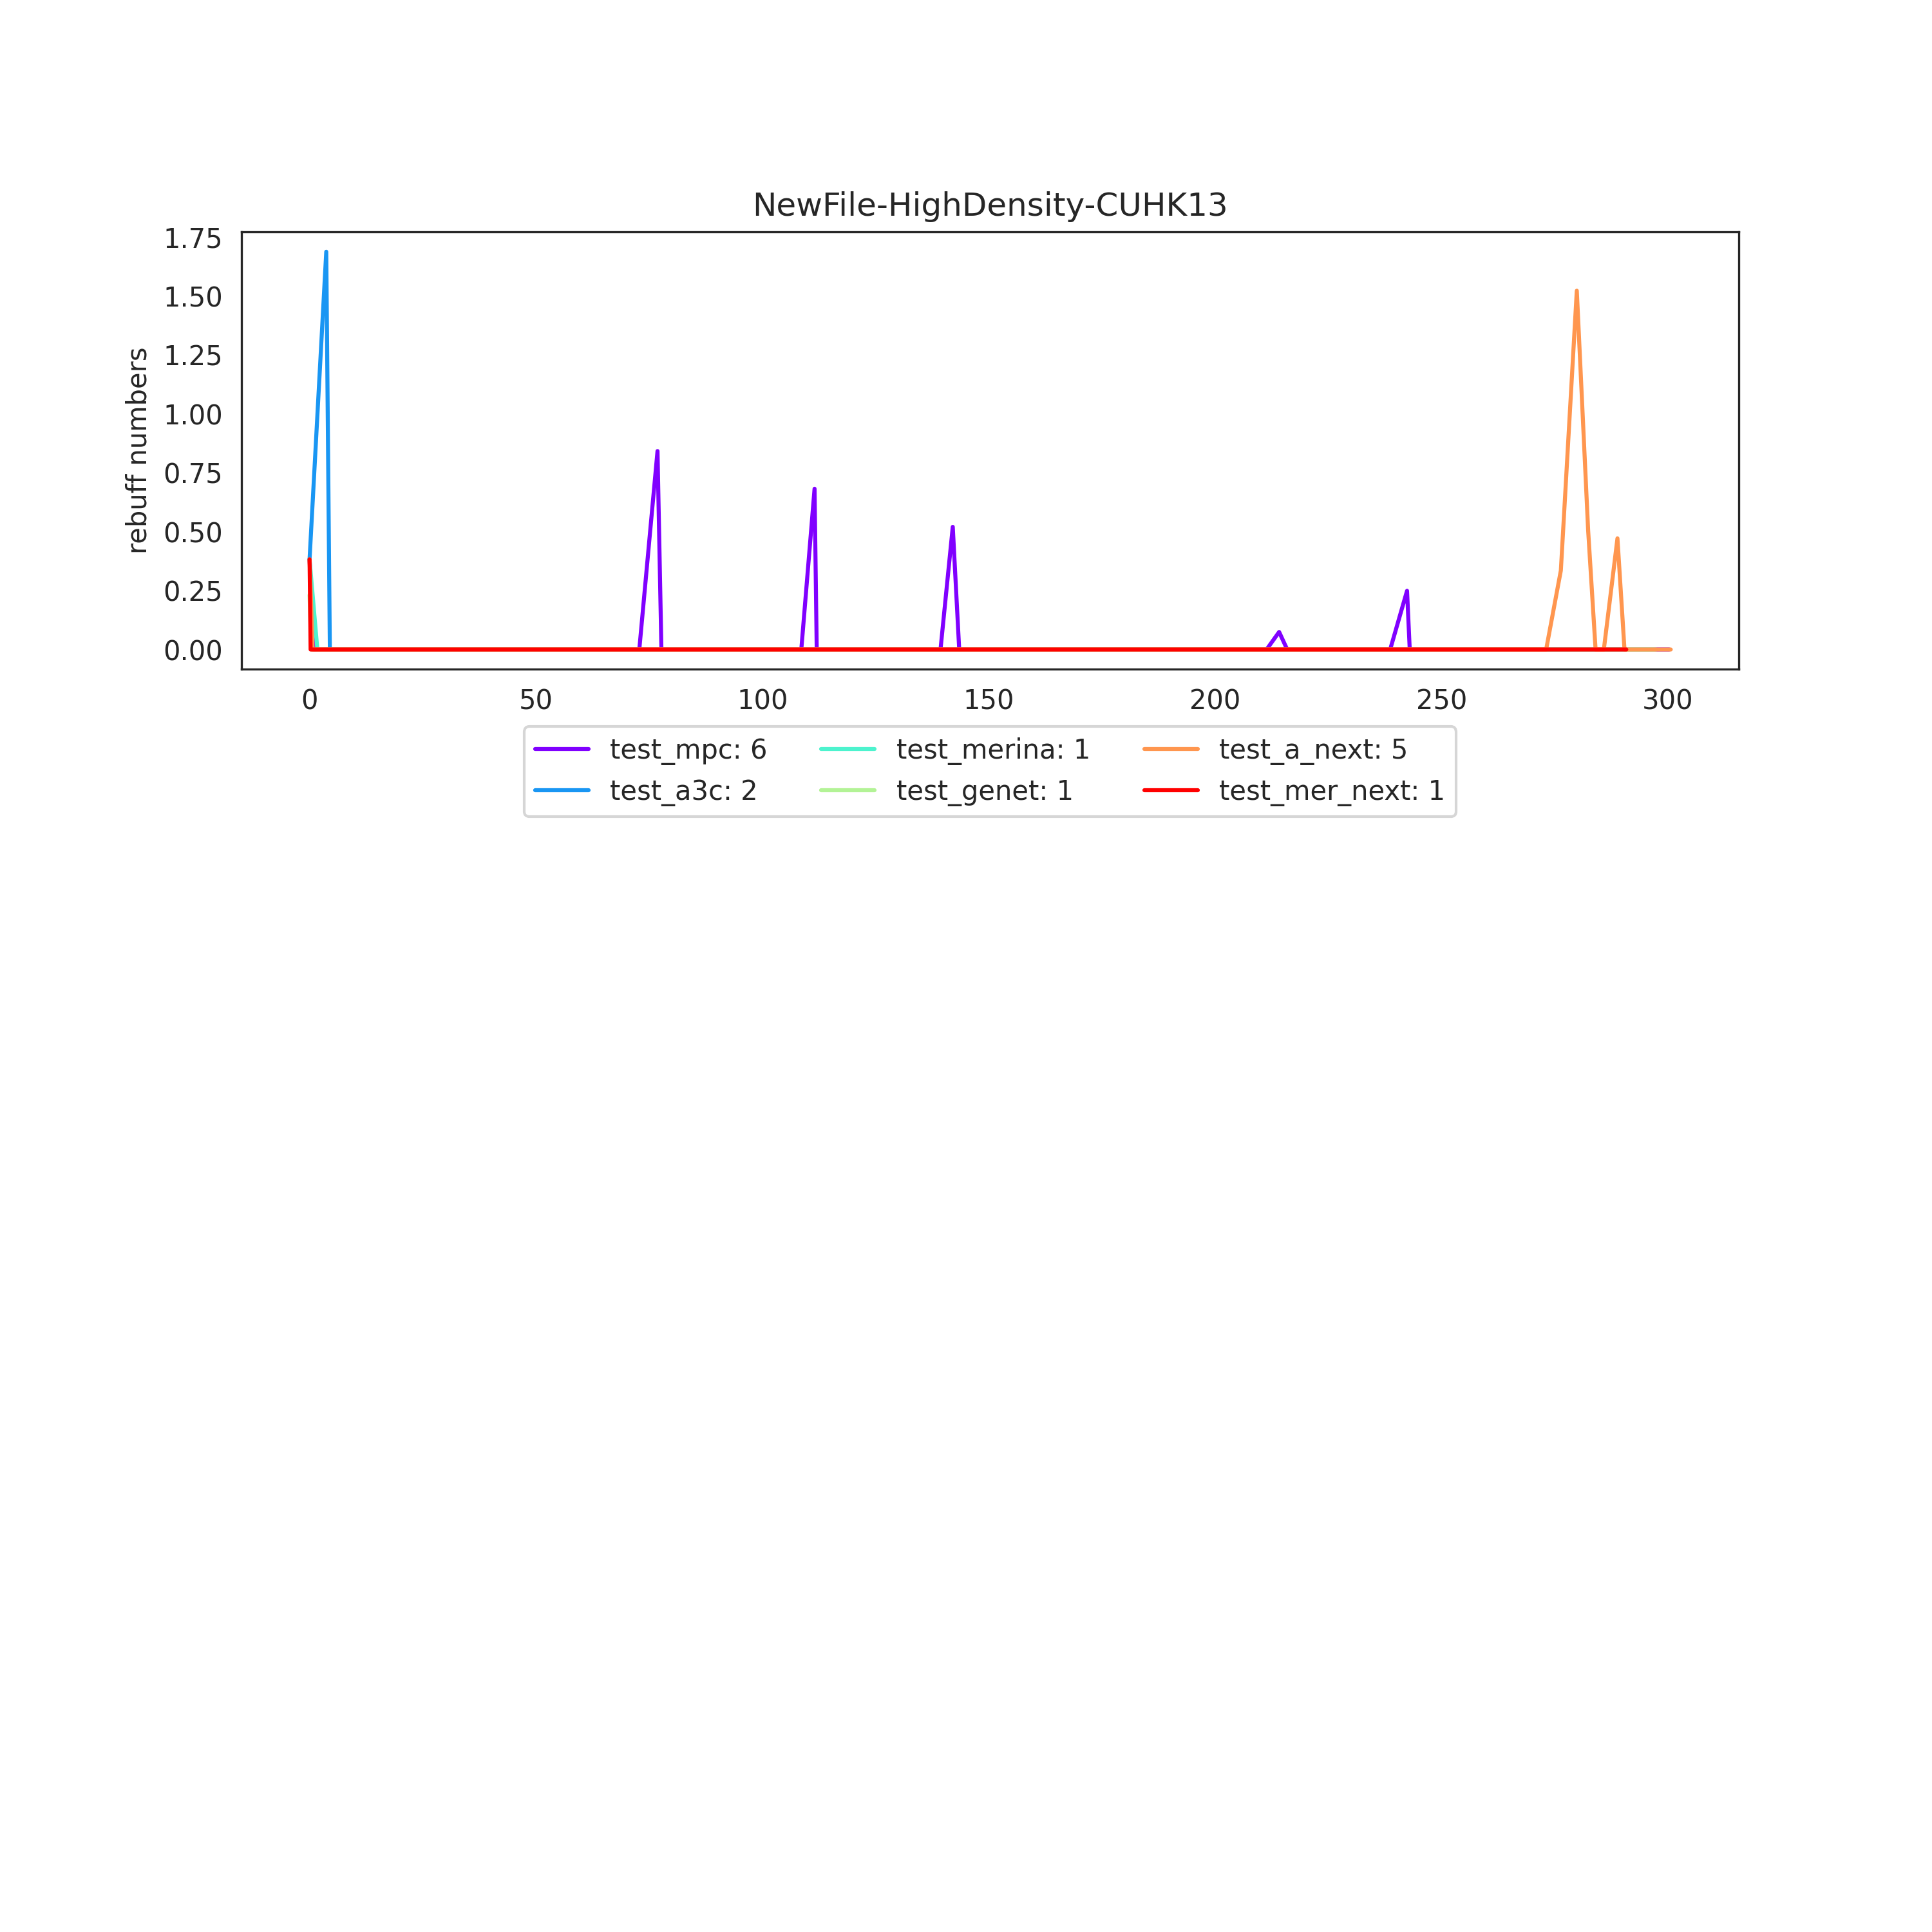 NewFile-HighDensity-CUHK13
1.75
1.50
1.25
1.00
0.75
0.50
0.25
0.00
rebuff numbers
0 50 100 150 200 250 300
test_mpc: 6 test_merina: 1 test_a_next: 5
test_a3c: 2 test_genet: 1 test_mer_next: 1